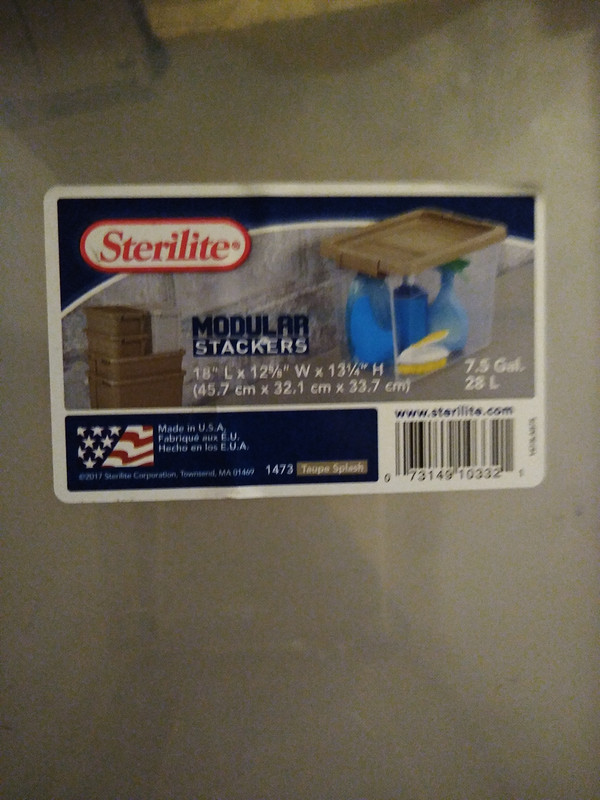 Sterilite®
MODULAR
STACKERS
18" L x 12⅝" W x 13¼" H
(45.7 cm x 32.1 cm x 33.7 cm)
7.5 Gal.
28 L
www.sterilite.com
Made in U.S.A.
Fabriqué aux É.U.
Hecho en los E.U.A.
©2017 Sterilite Corporation, Townsend, MA 01469
1473 Taupe Splash
0 73149 10332 1